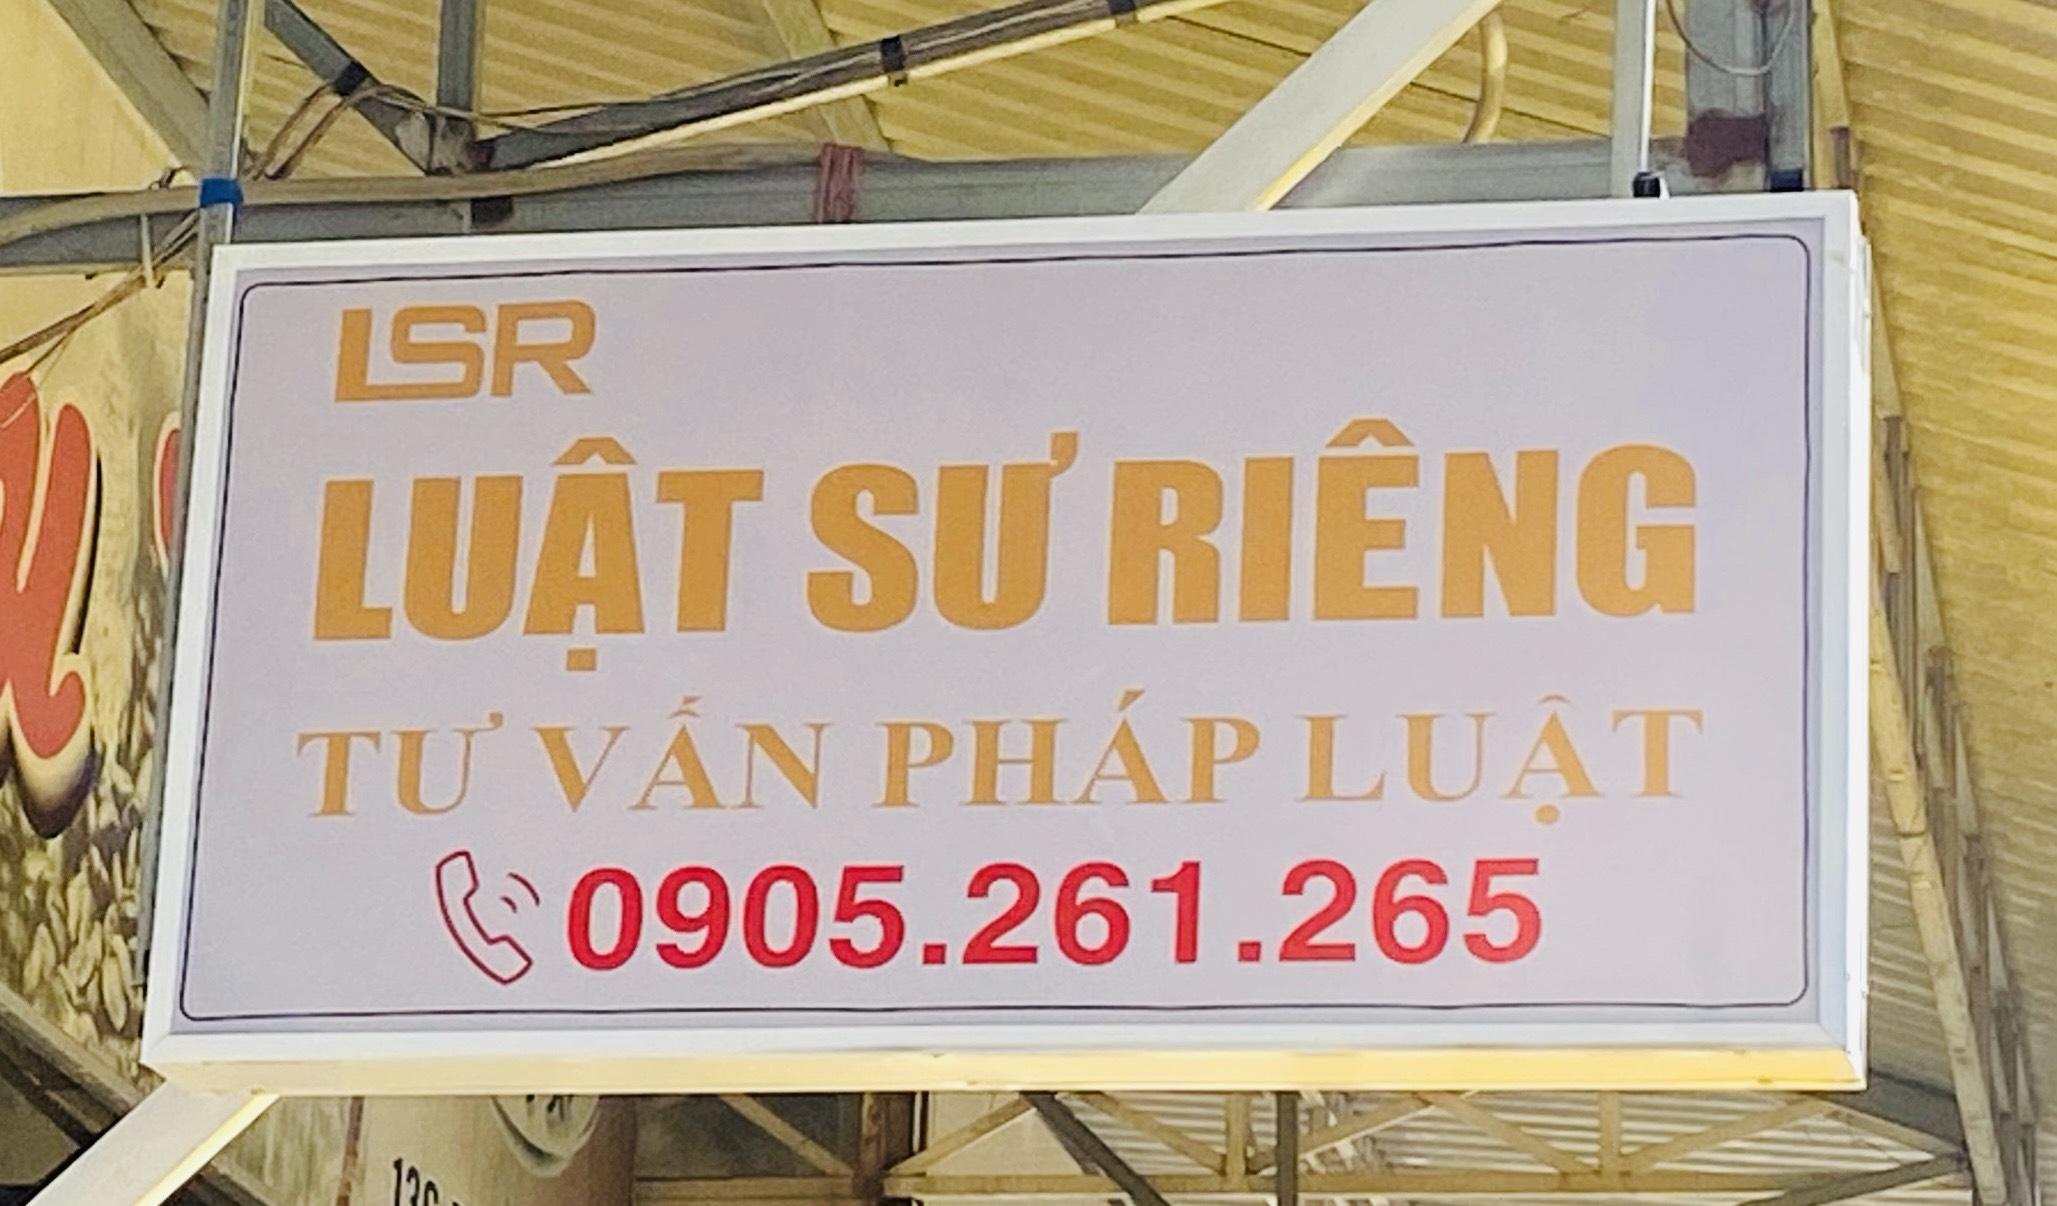 LSR
LUẬT SƯ RIÊNG
TƯ VẤN PHÁP LUẬT
0905.261.265